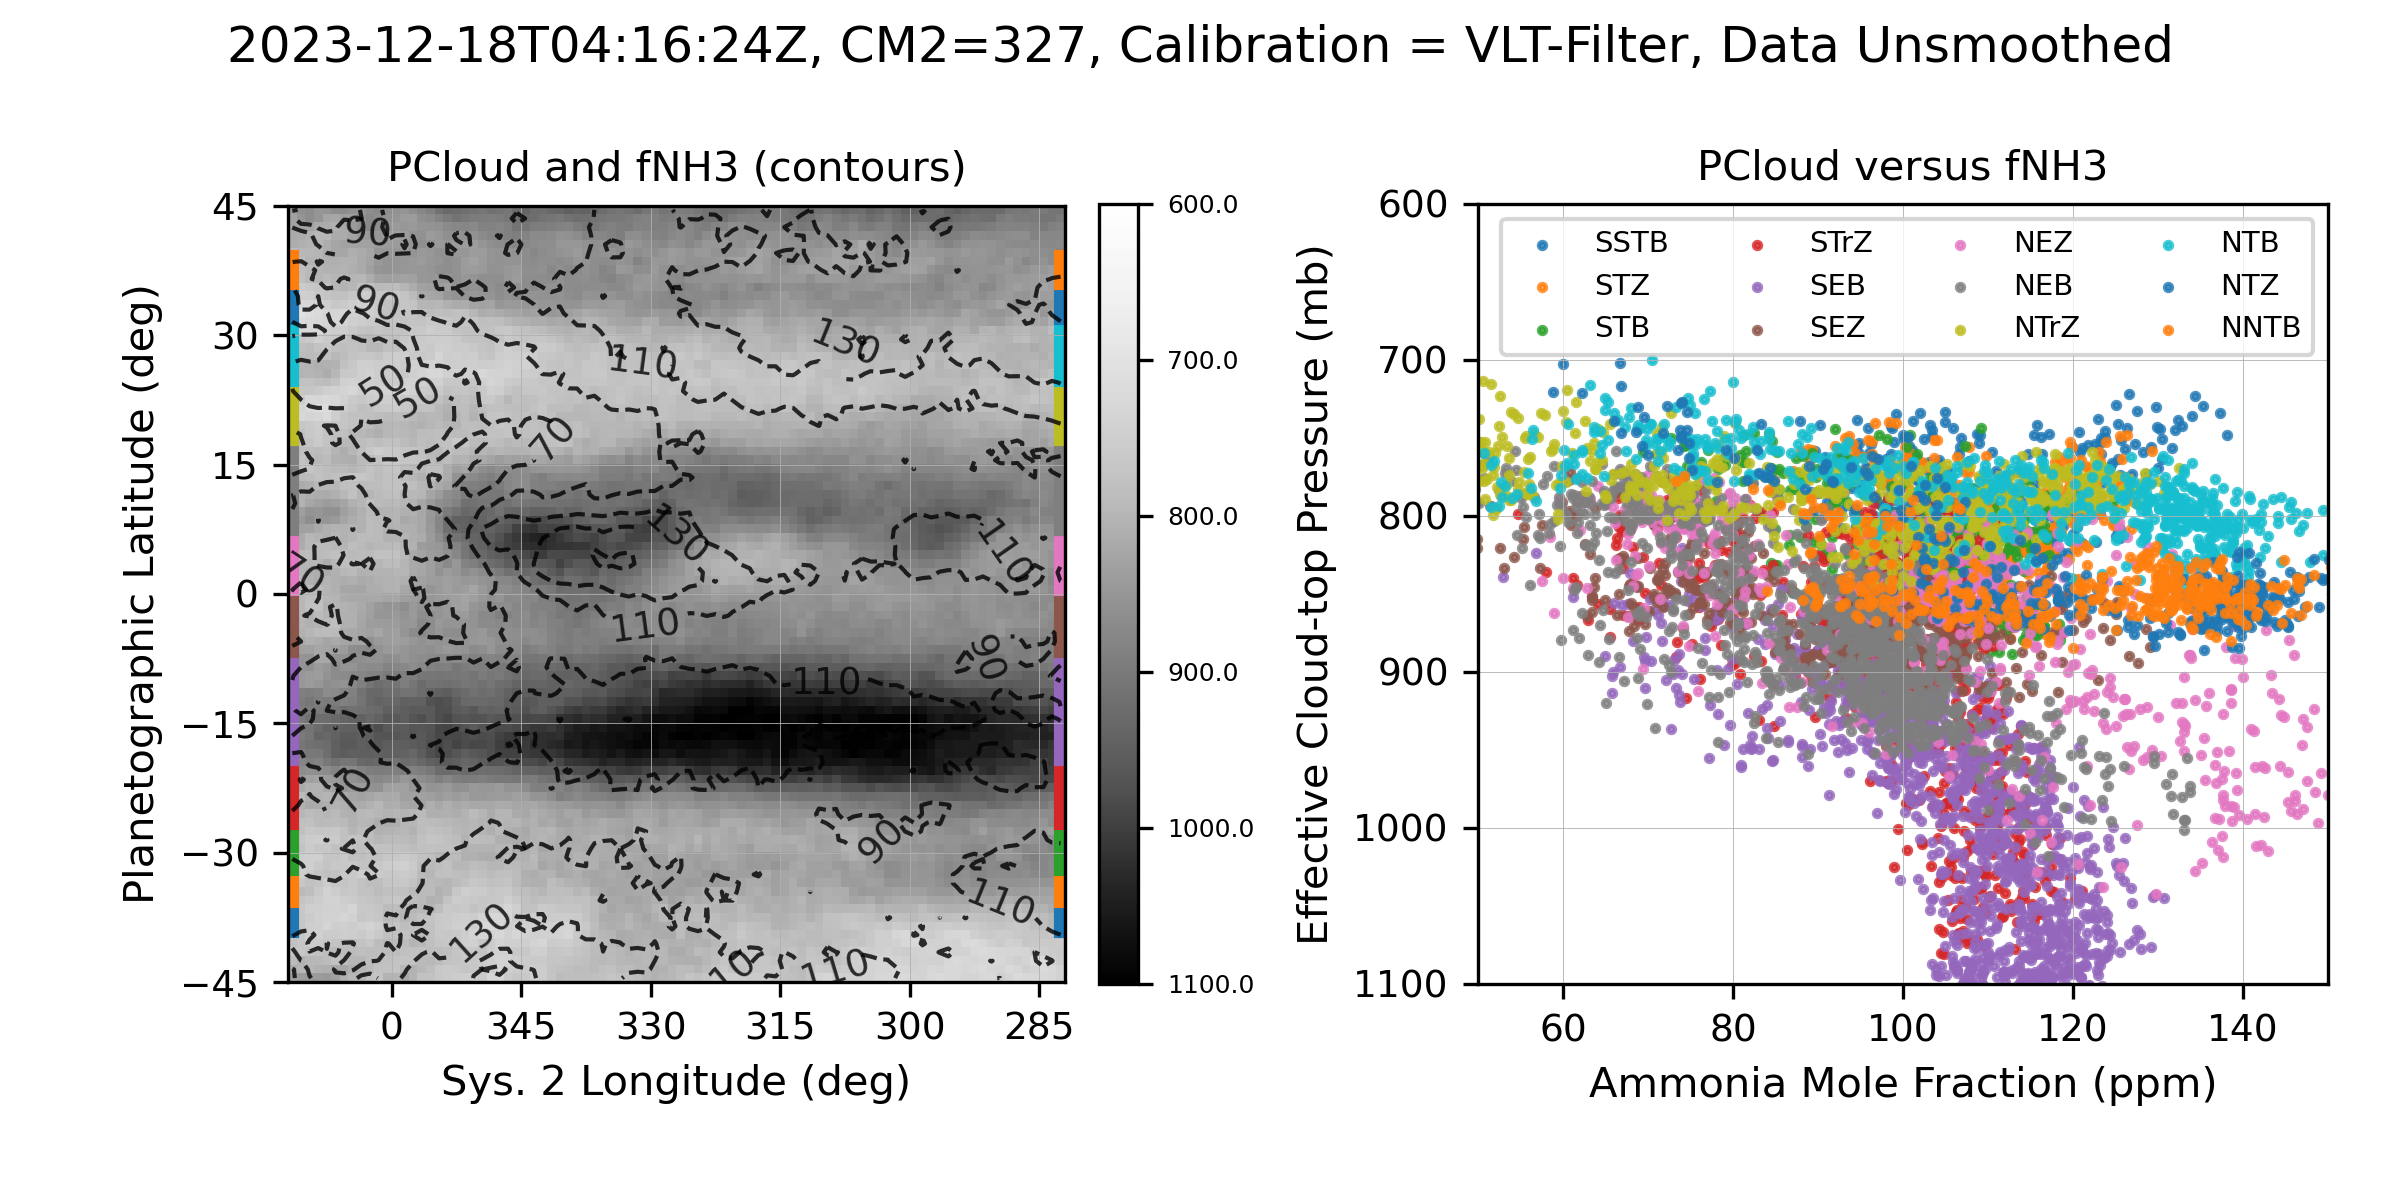 2023-12-18T04:16:24Z, CM2=327, Calibration = VLT-Filter, Data Unsmoothed
PCloud and fNH3 (contours)
Planetographic Latitude (deg)
45
30
15
0
−15
−30
−45
90
90
130
110
50
50
70
130
110
70
110
90
110
70
90
110
130
10
110
0
345
330
315
300
285
Sys. 2 Longitude (deg)
600.0
700.0
800.0
900.0
1000.0
1100.0
PCloud versus fNH3
Effective Cloud-top Pressure (mb)
600
700
800
900
1000
1100
SSTB
STZ
STB
STrZ
SEB
SEZ
NEZ
NEB
NTrZ
NTB
NTZ
NNTB
60
80
100
120
140
Ammonia Mole Fraction (ppm)